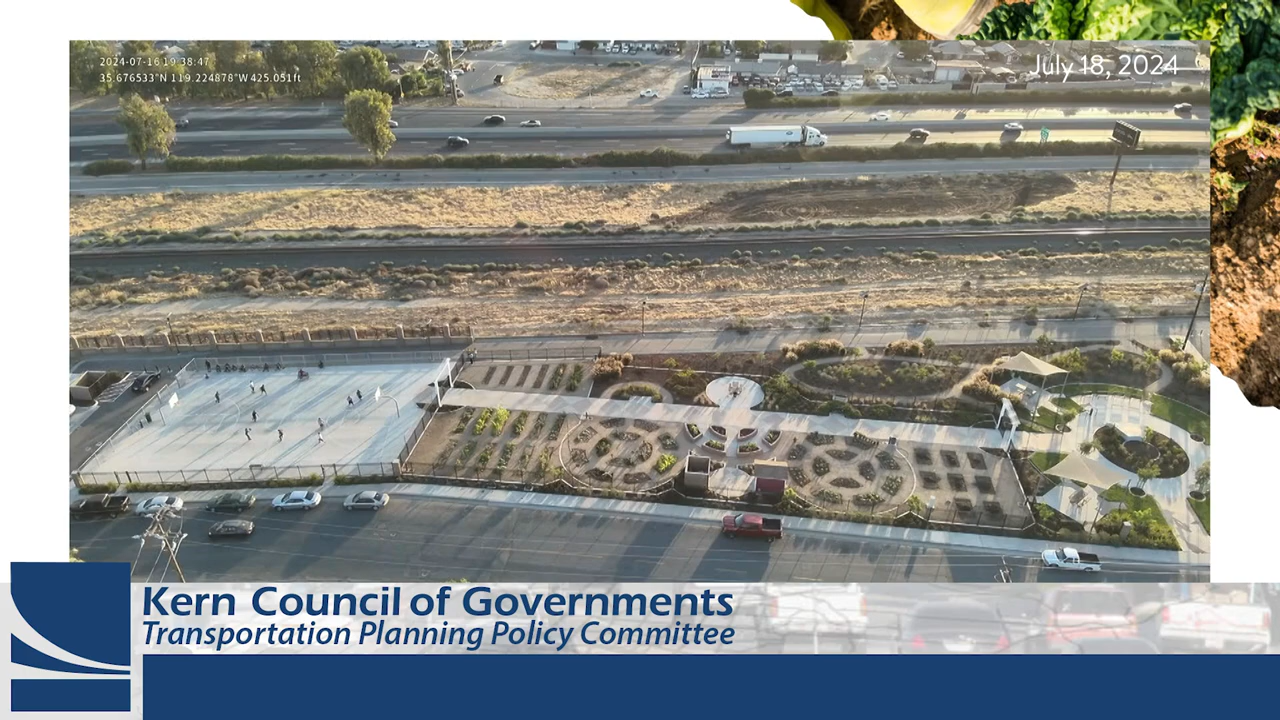 2024-07-16 19:38:47
35.676533°N 119.224878°W 425.051ft
July 18, 2024
Kern Council of Governments
Transportation Planning Policy Committee